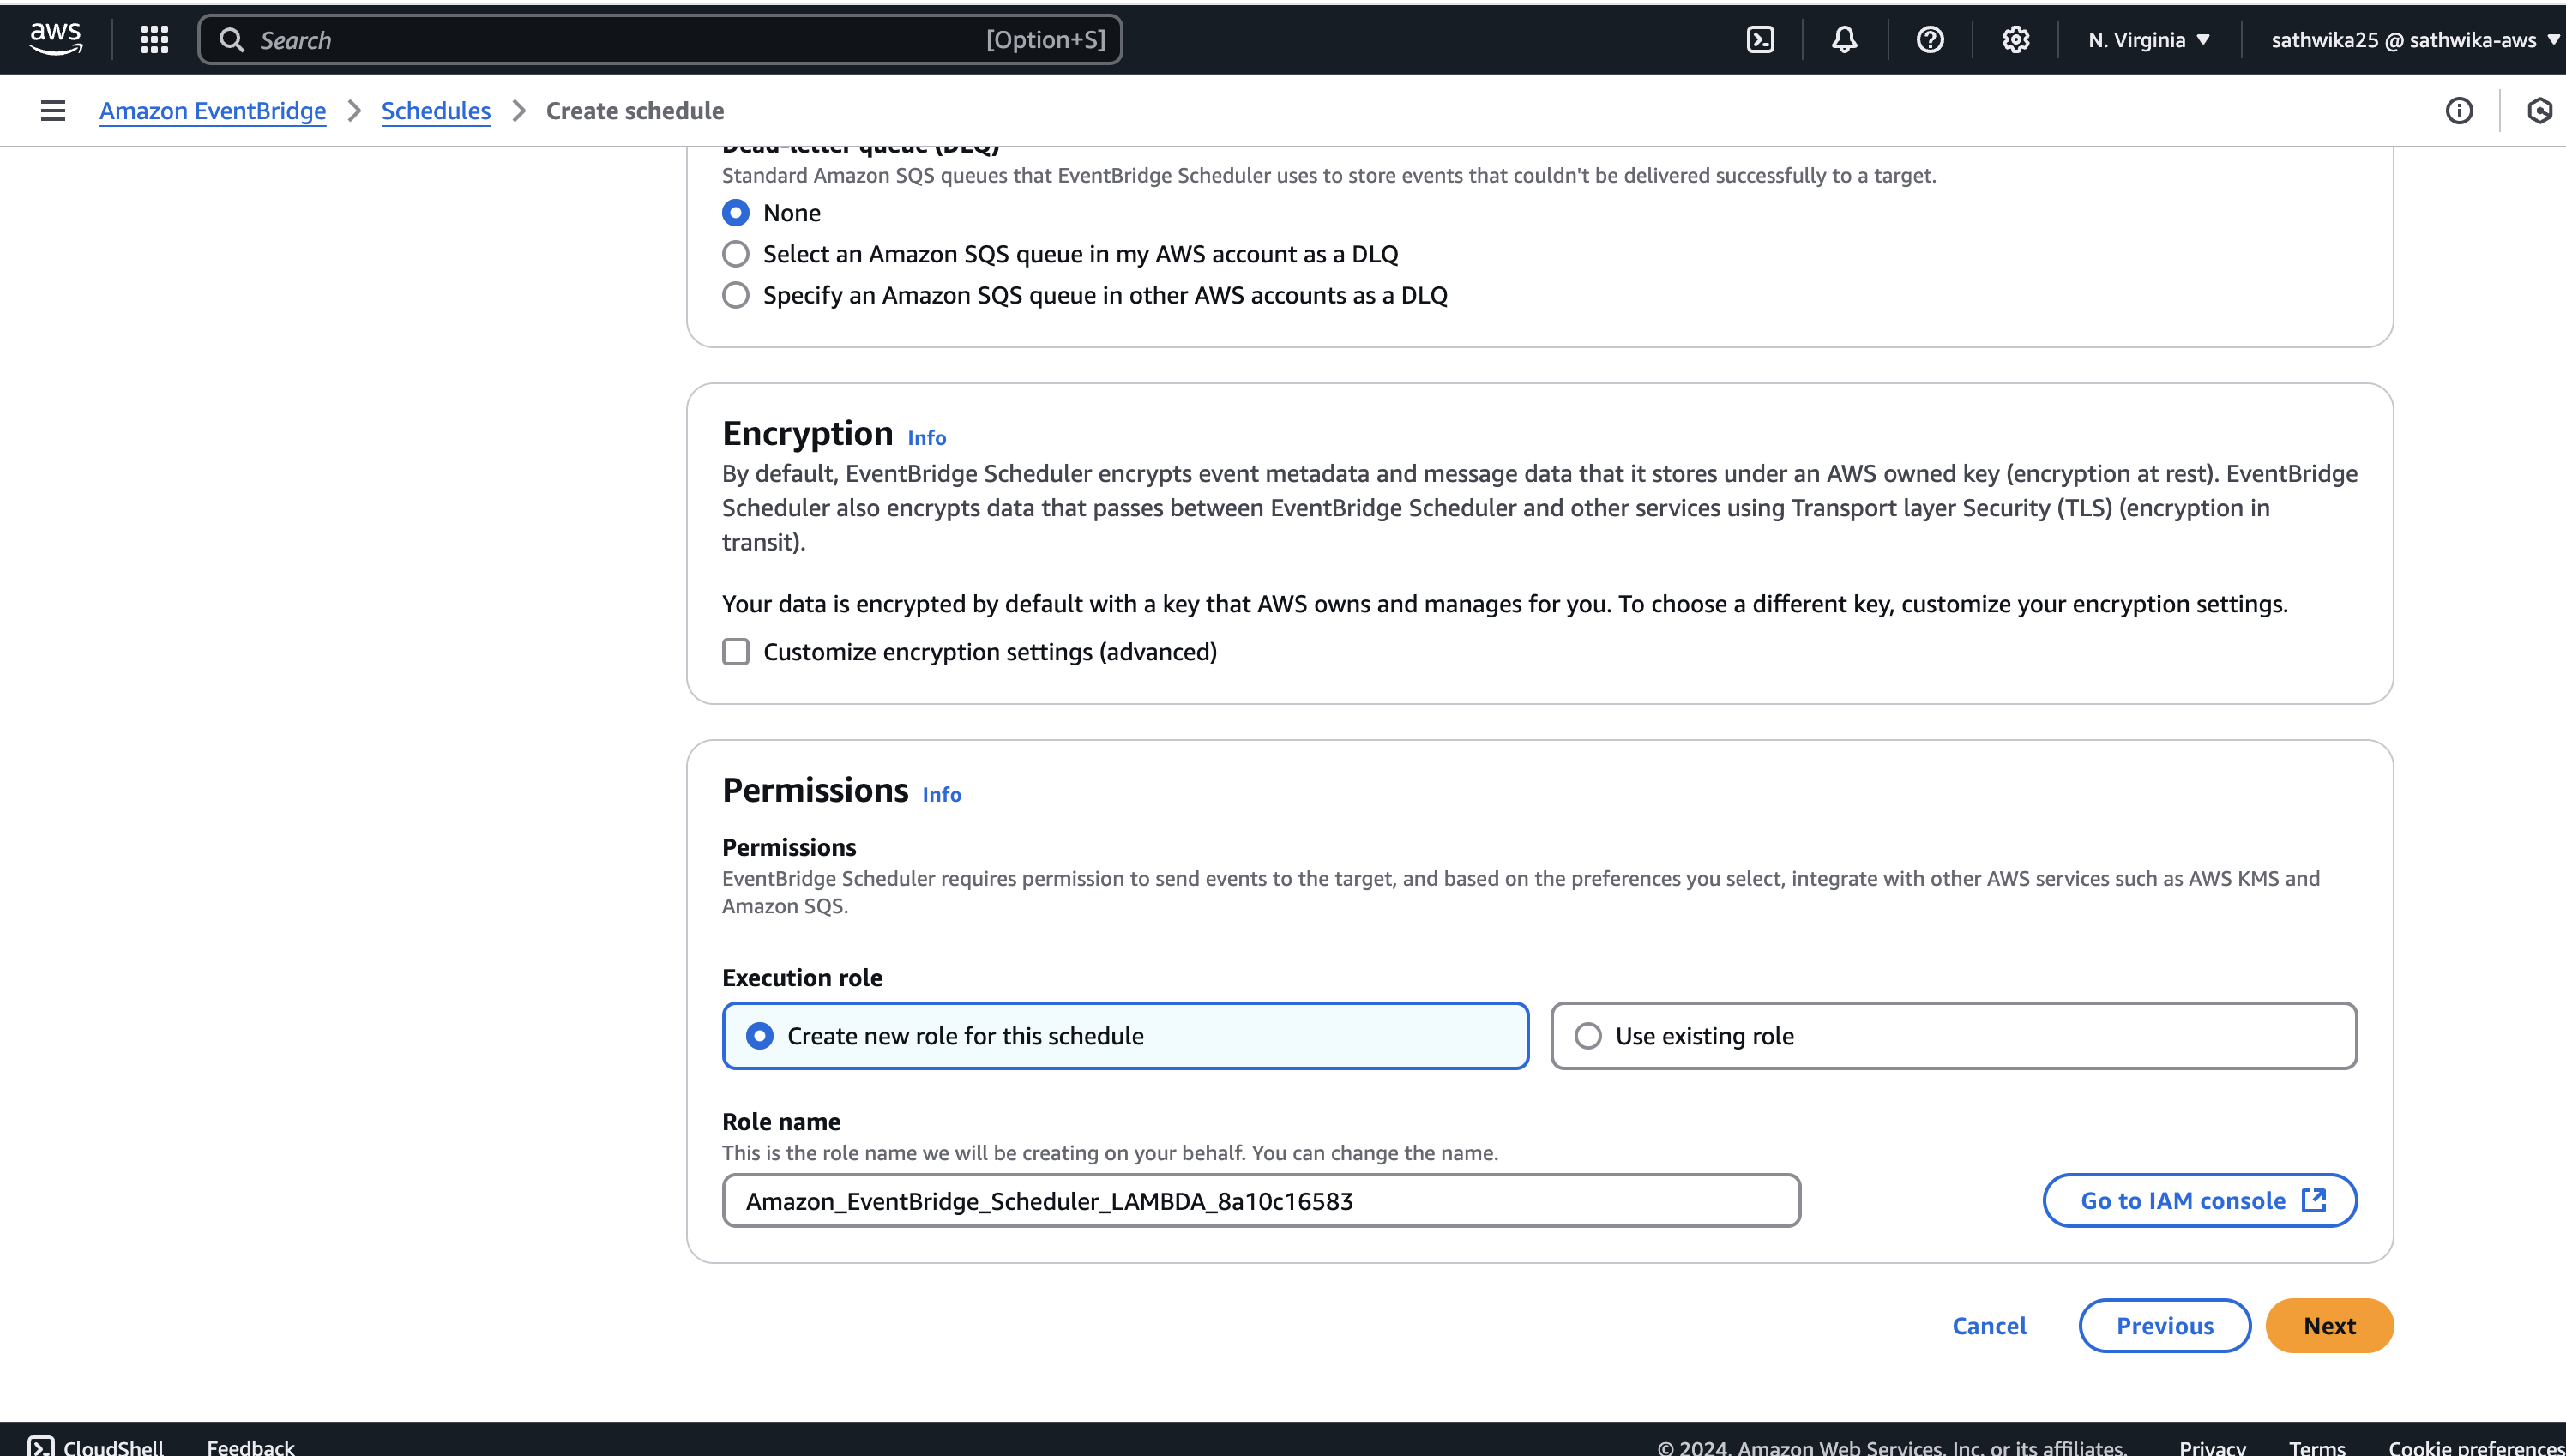 aws
Search
[Option+S]
N. Virginia
sathwika25 @ sathwika-aws
Amazon EventBridge
Schedules
Create schedule
Dead-letter queue (DLQ)
Standard Amazon SQS queues that EventBridge Scheduler uses to store events that couldn't be delivered successfully to a target.
None
Select an Amazon SQS queue in my AWS account as a DLQ
Specify an Amazon SQS queue in other AWS accounts as a DLQ
Encryption Info
By default, EventBridge Scheduler encrypts event metadata and message data that it stores under an AWS owned key (encryption at rest). EventBridge
Scheduler also encrypts data that passes between EventBridge Scheduler and other services using Transport layer Security (TLS) (encryption in
transit).
Your data is encrypted by default with a key that AWS owns and manages for you. To choose a different key, customize your encryption settings.
Customize encryption settings (advanced)
Permissions Info
Permissions
EventBridge Scheduler requires permission to send events to the target, and based on the preferences you select, integrate with other AWS services such as AWS KMS and
Amazon SQS.
Execution role
Create new role for this schedule
Use existing role
Role name
This is the role name we will be creating on your behalf. You can change the name.
Amazon_EventBridge_Scheduler_LAMBDA_8a10c16583
Go to IAM console
Cancel
Previous
Next
CloudShell
Feedback
© 2024, Amazon Web Services, Inc. or its affiliates.
Privacy
Terms
Cookie preferences